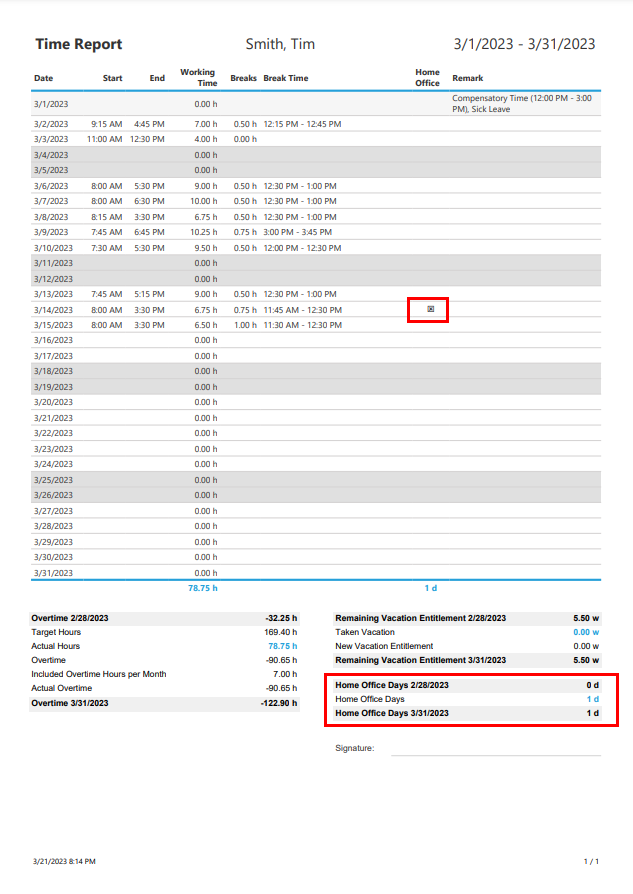 Time Report Smith, Tim 3/1/2023 - 3/31/2023
Date Start End Working Time Breaks Break Time Home Office Remark
3/1/2023 0.00 h Compensatory Time (12:00 PM - 3:00
PM), Sick Leave
3/2/2023 9:15 AM 4:45 PM 7.00 h 0.50 h 12:15 PM - 12:45 PM
3/3/2023 11:00 AM 12:30 PM 4.00 h 0.00 h
3/4/2023 0.00 h
3/5/2023 0.00 h
3/6/2023 8:00 AM 5:30 PM 9.00 h 0.50 h 12:30 PM - 1:00 PM
3/7/2023 8:00 AM 6:30 PM 10.00 h 0.50 h 12:30 PM - 1:00 PM
3/8/2023 8:15 AM 3:30 PM 6.75 h 0.50 h 12:30 PM - 1:00 PM
3/9/2023 7:45 AM 6:45 PM 10.25 h 0.75 h 3:00 PM - 3:45 PM
3/10/2023 7:30 AM 5:30 PM 9.50 h 0.50 h 12:00 PM - 12:30 PM
3/11/2023 0.00 h
3/12/2023 0.00 h
3/13/2023 7:45 AM 5:15 PM 9.00 h 0.50 h 12:30 PM - 1:00 PM
3/14/2023 8:00 AM 3:30 PM 6.75 h 0.75 h 11:45 AM - 12:30 PM
3/15/2023 8:00 AM 3:30 PM 6.50 h 1.00 h 11:30 AM - 12:30 PM
3/16/2023 0.00 h
3/17/2023 0.00 h
3/18/2023 0.00 h
3/19/2023 0.00 h
3/20/2023 0.00 h
3/21/2023 0.00 h
3/22/2023 0.00 h
3/23/2023 0.00 h
3/24/2023 0.00 h
3/25/2023 0.00 h
3/26/2023 0.00 h
3/27/2023 0.00 h
3/28/2023 0.00 h
3/29/2023 0.00 h
3/30/2023 0.00 h
3/31/2023 0.00 h
78.75 h 1 d
Overtime 2/28/2023 -32.25 h
Target Hours 169.40 h
Actual Hours 78.75 h
Overtime -90.65 h
Included Overtime Hours per Month 7.00 h
Actual Overtime -90.65 h
Overtime 3/31/2023 -122.90 h
Remaining Vacation Entitlement 2/28/2023 5.50 w
Taken Vacation 0.00 w
New Vacation Entitlement 0.00 w
Remaining Vacation Entitlement 3/31/2023 5.50 w
Home Office Days 2/28/2023 0 d
Home Office Days 1 d
Home Office Days 3/31/2023 1 d
Signature:
3/21/2023 8:14 PM 1 / 1